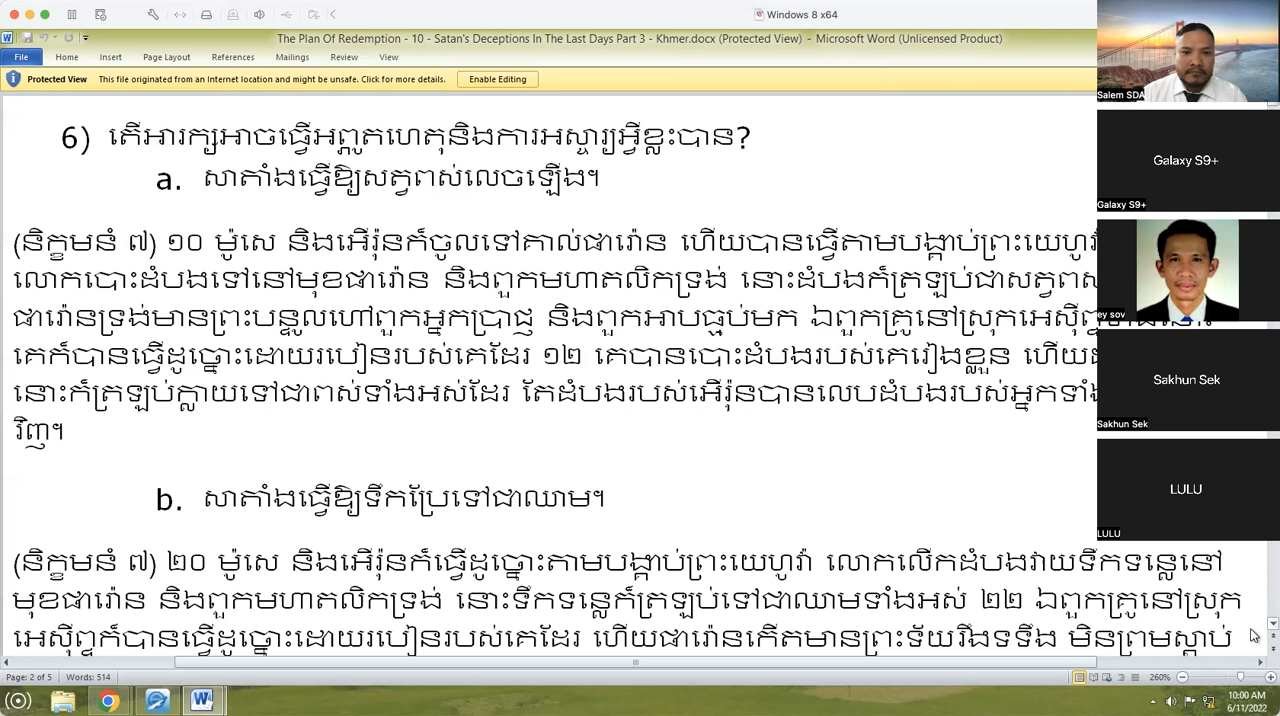 Windows 8 x64
The Plan Of Redemption - 10 - Satan's Deceptions In The Last Days Part 3 - Khmer.docx (Protected View) - Microsoft Word (Unlicensed Product)
File Home Insert Page Layout References Mailings Review View
Protected View This file originated from an Internet location and might be unsafe. Click for more details. Enable Editing
6) តើអារក្សអាចធ្វើអព្ភូតហេតុនិងការអស្ចារ្យអ្វីខ្លះបាន?
a. សាតាំងធ្វើឱ្យសត្វពស់លេចឡើង។
(និក្ខមនំ ៧) ១០ ម៉ូសេ និងអើរ៉ុនក៏ចូលទៅគាល់ផារ៉ោន ហើយបានធ្វើតាមបង្គាប់ព្រះយេហូវ
លោកបោះដំបងទៅនៅមុខផារ៉ោន និងពួកមហាតលិកទ្រង់ នោះដំបងក៏ត្រឡប់ជាសត្វពស
ផារ៉ោនទ្រង់មានព្រះបន្ទូលហៅពួកអ្នកប្រាជ្ញ និងពួកអាបធ្មប់មក ឯពួកគ្រូនៅស្រុកអេស៊ីព្ទ
គេក៏បានធ្វើដូច្នោះដោយរបៀនរបស់គេដែរ ១២ គេបានបោះដំបងរបស់គេរៀងខ្លួន ហើយ
នោះក៏ត្រឡប់ក្លាយទៅជាពស់ទាំងអស់ដែរ តែដំបងរបស់អើរ៉ុនបានលេបដំបងរបស់អ្នកទាំង
វិញ។
b. សាតាំងធ្វើឱ្យទឹកប្រែទៅជាឈាម។
(និក្ខមនំ ៧) ២០ ម៉ូសេ និងអើរ៉ុនក៏ធ្វើដូច្នោះតាមបង្គាប់ព្រះយេហូវ៉ា លោកលើកដំបងវាយទឹកទន្លេនៅ
មុខផារ៉ោន និងពួកមហាតលិកទ្រង់ នោះទឹកទន្លេក៏ត្រឡប់ទៅជាឈាមទាំងអស់ ២២ ឯពួកគ្រូនៅស្រុក
អេស៊ីព្ទក៏បានធ្វើដូច្នោះដោយរបៀនរបស់គេដែរ ហើយផារ៉ោនកើតមានព្រះទ័យរឹងទទឹង មិនព្រមស្តាប់
Salem SDA
Galaxy S9+
Galaxy S9+
ey sov
Sakhun Sek
Sakhun Sek
LULU
LULU
Page: 2 of 5 Words: 514 260%
10:00 AM
6/11/2022